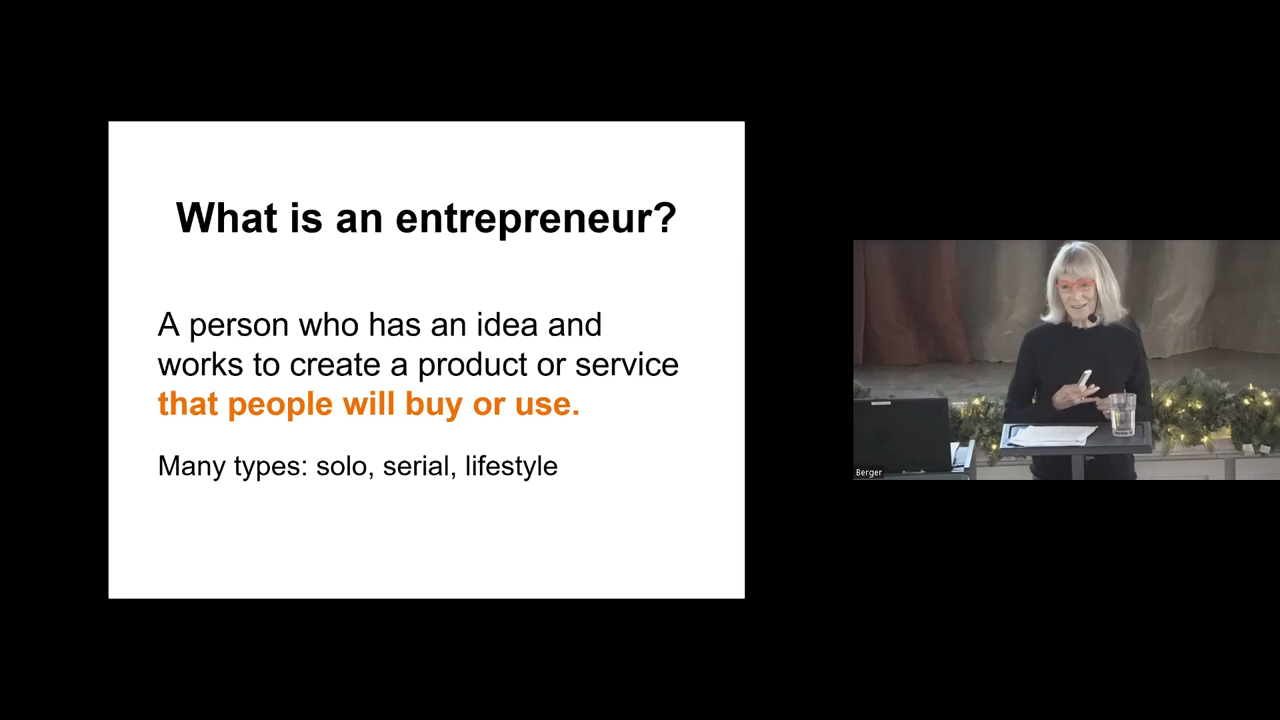 What is an entrepreneur?
A person who has an idea and
works to create a product or service
that people will buy or use.
Many types: solo, serial, lifestyle
Berger